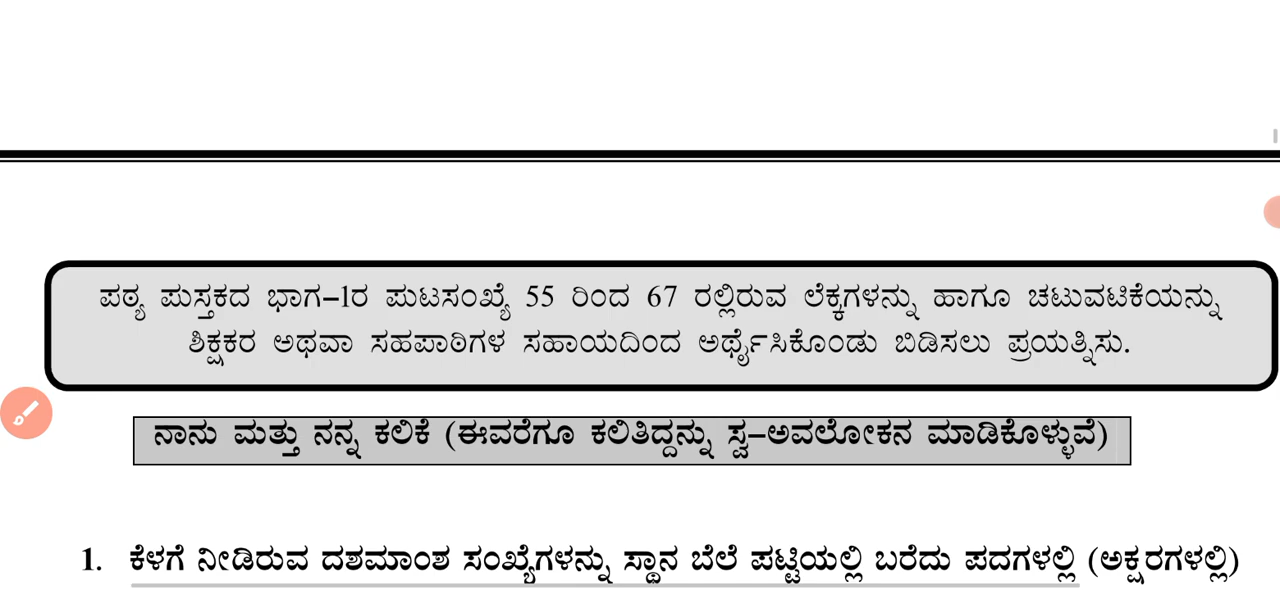 ಪಠ್ಯ ಪುಸ್ತಕದ ಭಾಗ–1ರ ಪುಟಸಂಖ್ಯೆ 55 ರಿಂದ 67 ರಲ್ಲಿರುವ ಲೆಕ್ಕಗಳನ್ನು ಹಾಗೂ ಚಟುವಟಿಕೆಯನ್ನು
ಶಿಕ್ಷಕರ ಅಥವಾ ಸಹಪಾಠಿಗಳ ಸಹಾಯದಿಂದ ಅರ್ಥೈಸಿಕೊಂಡು ಬಿಡಿಸಲು ಪ್ರಯತ್ನಿಸು.
ನಾನು ಮತ್ತು ನನ್ನ ಕಲಿಕೆ (ಈವರೆಗೂ ಕಲಿತಿದ್ದನ್ನು ಸ್ವ–ಅವಲೋಕನ ಮಾಡಿಕೊಳ್ಳುವೆ)
1. ಕೆಳಗೆ ನೀಡಿರುವ ದಶಮಾಂಶ ಸಂಖ್ಯೆಗಳನ್ನು ಸ್ಥಾನ ಬೆಲೆ ಪಟ್ಟಿಯಲ್ಲಿ ಬರೆದು ಪದಗಳಲ್ಲಿ (ಅಕ್ಷರಗಳಲ್ಲಿ)